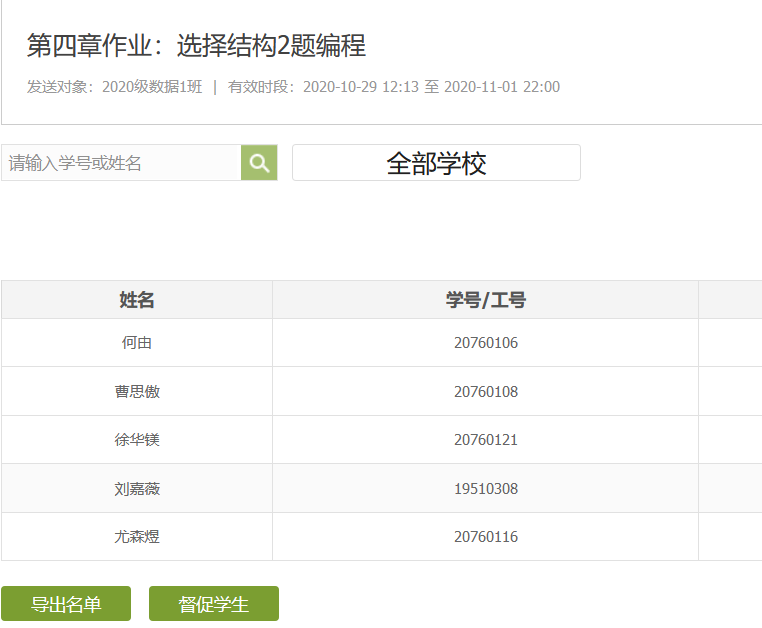 第四章作业：选择结构2题编程
发送对象：2020级数据1班 | 有效时段：2020-10-29 12:13 至 2020-11-01 22:00
请输入学号或姓名 全部学校
姓名 学号/工号
何由 20760106
曹思傲 20760108
徐华镁 20760121
刘嘉薇 19510308
尤森煜 20760116
导出名单 督促学生